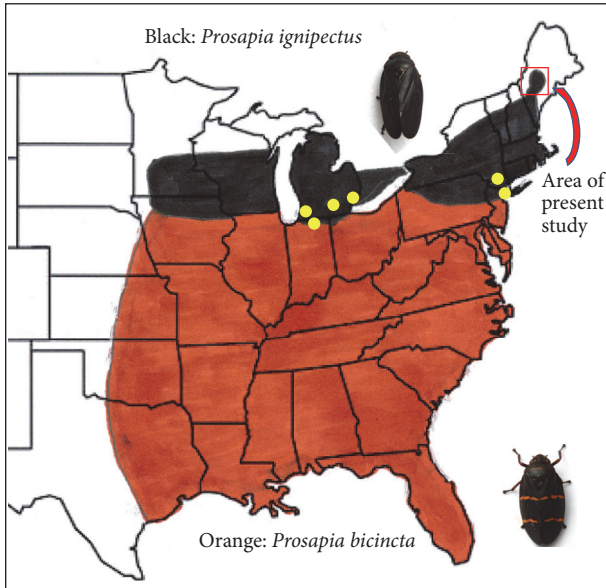 Black: Prosapia ignipectus
Area of
present
study
Orange: Prosapia bicincta